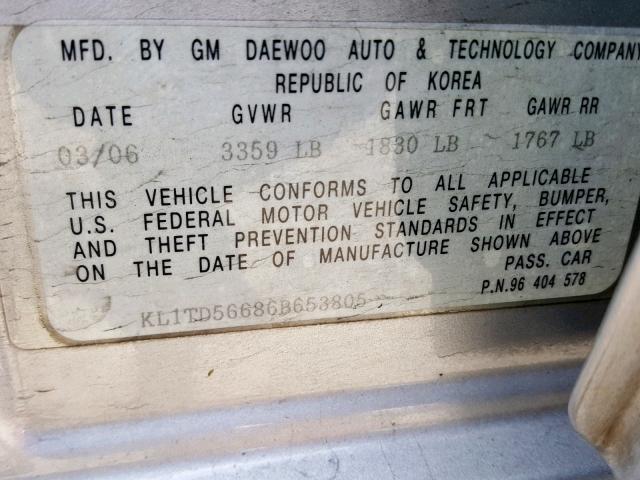 MFD. BY GM DAEWOO AUTO & TECHNOLOGY COMPANY
REPUBLIC OF KOREA
DATE GVWR GAWR FRT GAWR RR
03/06 3359 LB 1830 LB 1767 LB
THIS VEHICLE CONFORMS TO ALL APPLICABLE
U.S. FEDERAL MOTOR VEHICLE SAFETY, BUMPER,
AND THEFT PREVENTION STANDARDS IN EFFECT
ON THE DATE OF MANUFACTURE SHOWN ABOVE
PASS. CAR
P.N.96 404 578
KL1TD56686B653805